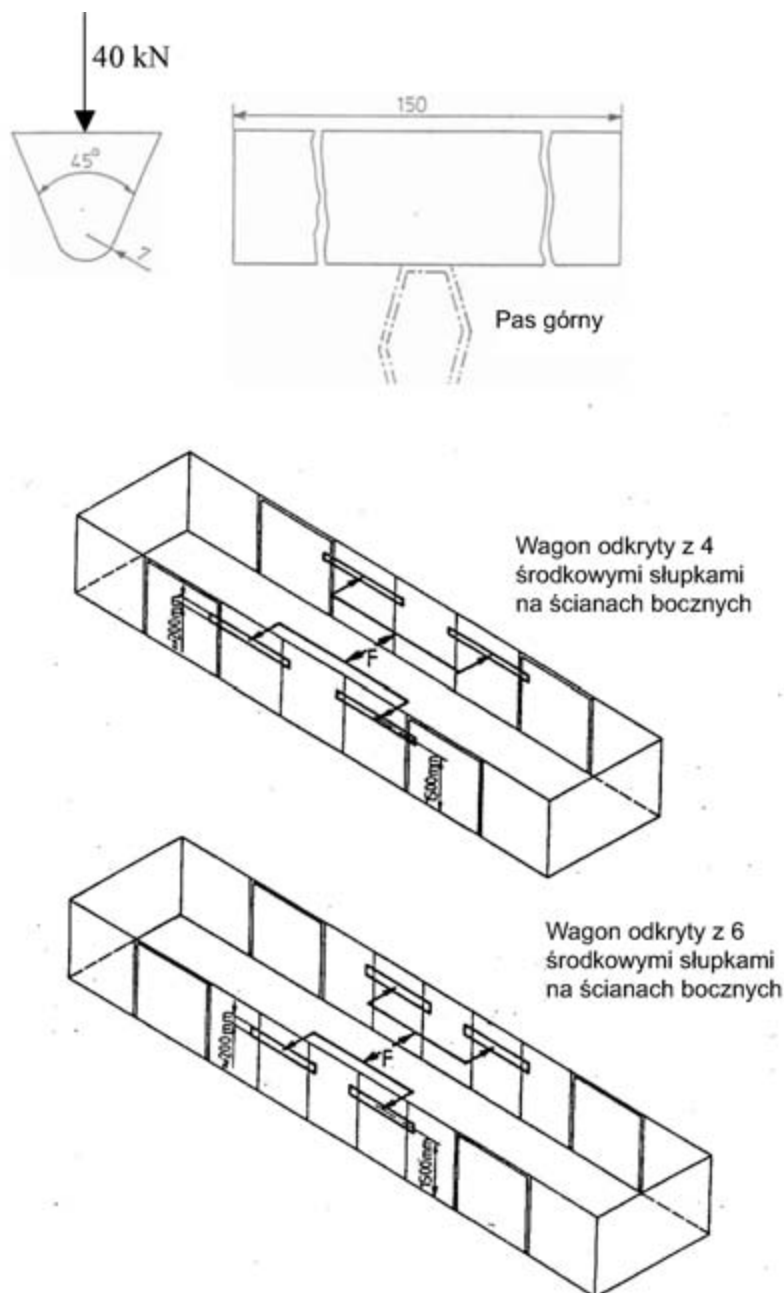 40 kN
150
45°
7
Pas górny
Wagon odkryty z 4
środkowymi słupkami
na ścianach bocznych
≈200mm
F
1500mm
Wagon odkryty z 6
środkowymi słupkami
na ścianach bocznych
≈200mm
F
1500mm